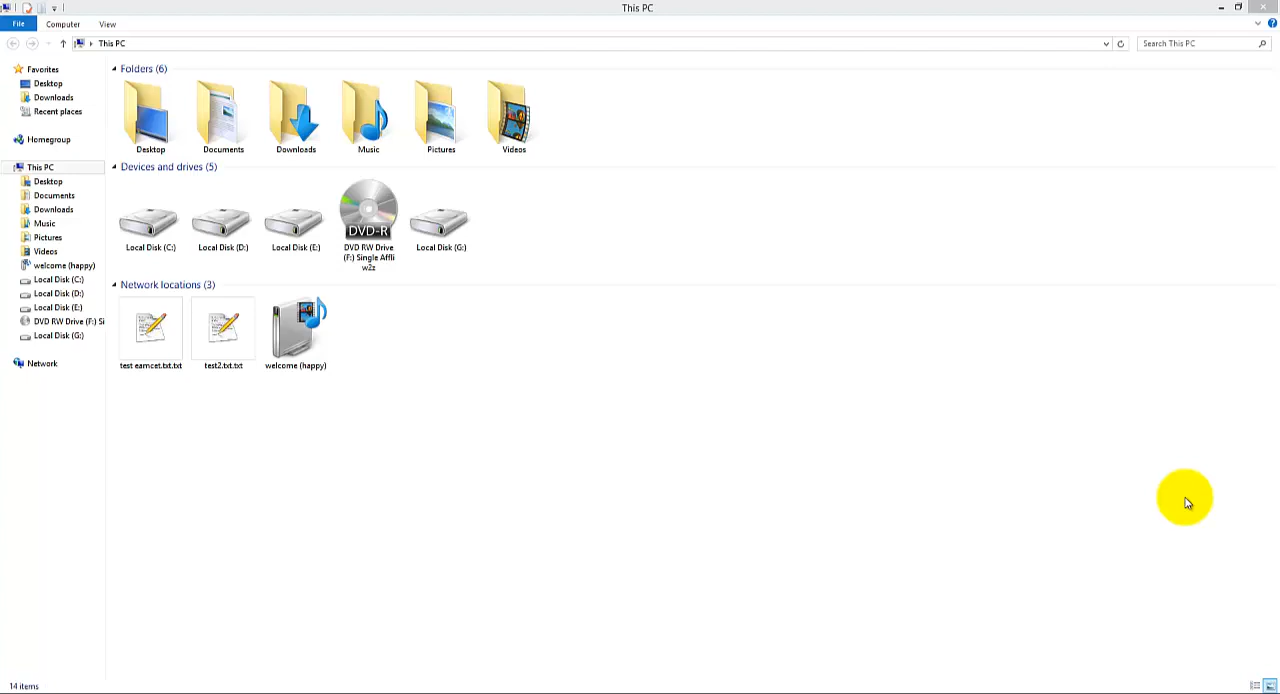 This PC
File Computer View
This PC
Search This PC
Favorites
Desktop
Downloads
Recent places
Homegroup
This PC
Desktop
Documents
Downloads
Music
Pictures
Videos
welcome (happy)
Local Disk (C:)
Local Disk (D:)
Local Disk (E:)
DVD RW Drive (F:) Si
Local Disk (G:)
Network
Folders (6)
Desktop Documents Downloads Music Pictures Videos
Devices and drives (5)
DVD-R
Local Disk (C:) Local Disk (D:) Local Disk (E:) DVD RW Drive Local Disk (G:)
(F:) Single Affli
w2z
Network locations (3)
test eamcet.txt.txt test2.txt.txt welcome (happy)
14 items